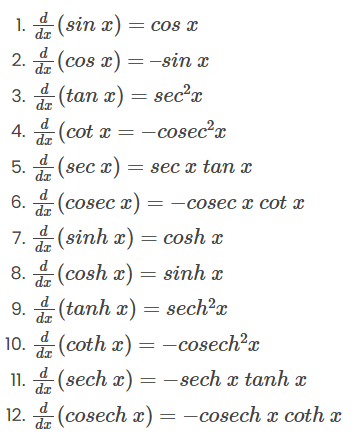 1. d/dx (sin x) = cos x
2. d/dx (cos x) = −sin x
3. d/dx (tan x) = sec²x
4. d/dx (cot x = −cosec²x
5. d/dx (sec x) = sec x tan x
6. d/dx (cosec x) = −cosec x cot x
7. d/dx (sinh x) = cosh x
8. d/dx (cosh x) = sinh x
9. d/dx (tanh x) = sech²x
10. d/dx (coth x) = −cosech²x
11. d/dx (sech x) = −sech x tanh x
12. d/dx (cosech x) = −cosech x coth x